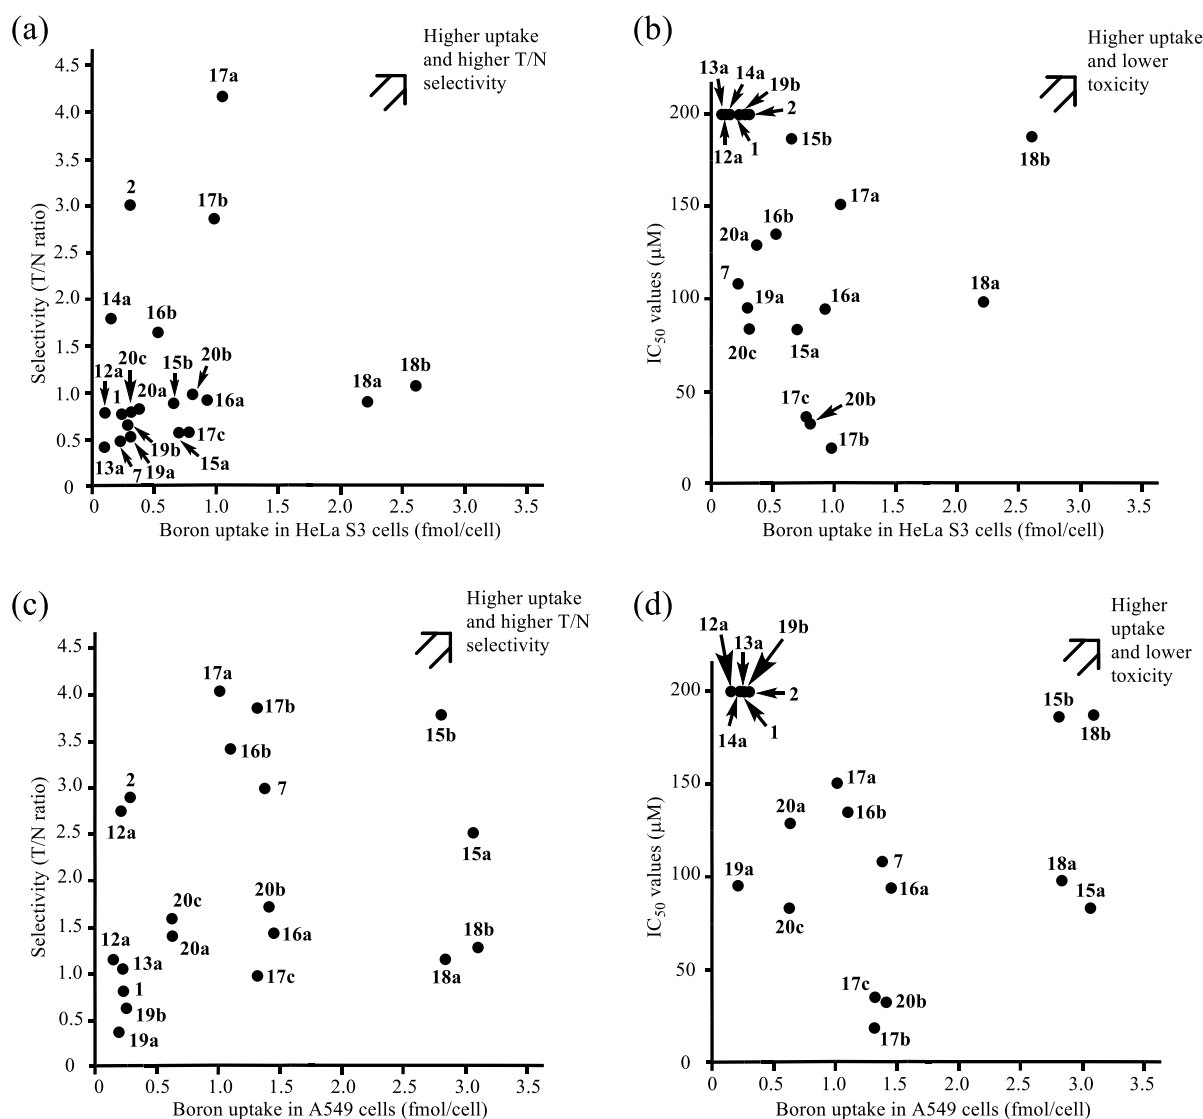 (a)
Higher uptake
and higher T/N
selectivity
4.5
4.0
3.5
3.0
2.5
2.0
1.5
1.0
0.5
0
Selectivity (T/N ratio)
17a
2
17b
14a
16b
20c
15b
20b
12a
1
20a
16a
18a
18b
13a
7
19a
19b
15a
17c
0
0.5
1.0
1.5
2.0
2.5
3.0
3.5
Boron uptake in HeLa S3 cells (fmol/cell)
(b)
Higher uptake
and lower
toxicity
200
150
100
50
0
IC50 values (μM)
13a
14a
19b
2
12a
1
15b
18b
17a
16b
20a
7
19a
16a
18a
20c
15a
17c
20b
17b
0
0.5
1.0
1.5
2.0
2.5
3.0
3.5
Boron uptake in HeLa S3 cells (fmol/cell)
(c)
Higher uptake
and higher T/N
selectivity
4.5
4.0
3.5
3.0
2.5
2.0
1.5
1.0
0.5
0
Selectivity (T/N ratio)
17a
17b
15b
16b
7
2
12a
15a
20b
20c
16a
20a
18b
12a
13a
18a
17c
1
19b
19a
0
0.5
1.0
1.5
2.0
2.5
3.0
3.5
Boron uptake in A549 cells (fmol/cell)
(d)
Higher
uptake
and lower
toxicity
200
150
100
50
0
IC50 values (μM)
12a
13a
19b
2
14a
1
15b
18b
17a
20a
16b
7
19a
16a
18a
15a
20c
17c
20b
17b
0
0.5
1.0
1.5
2.0
2.5
3.0
3.5
Boron uptake in A549 cells (fmol/cell)